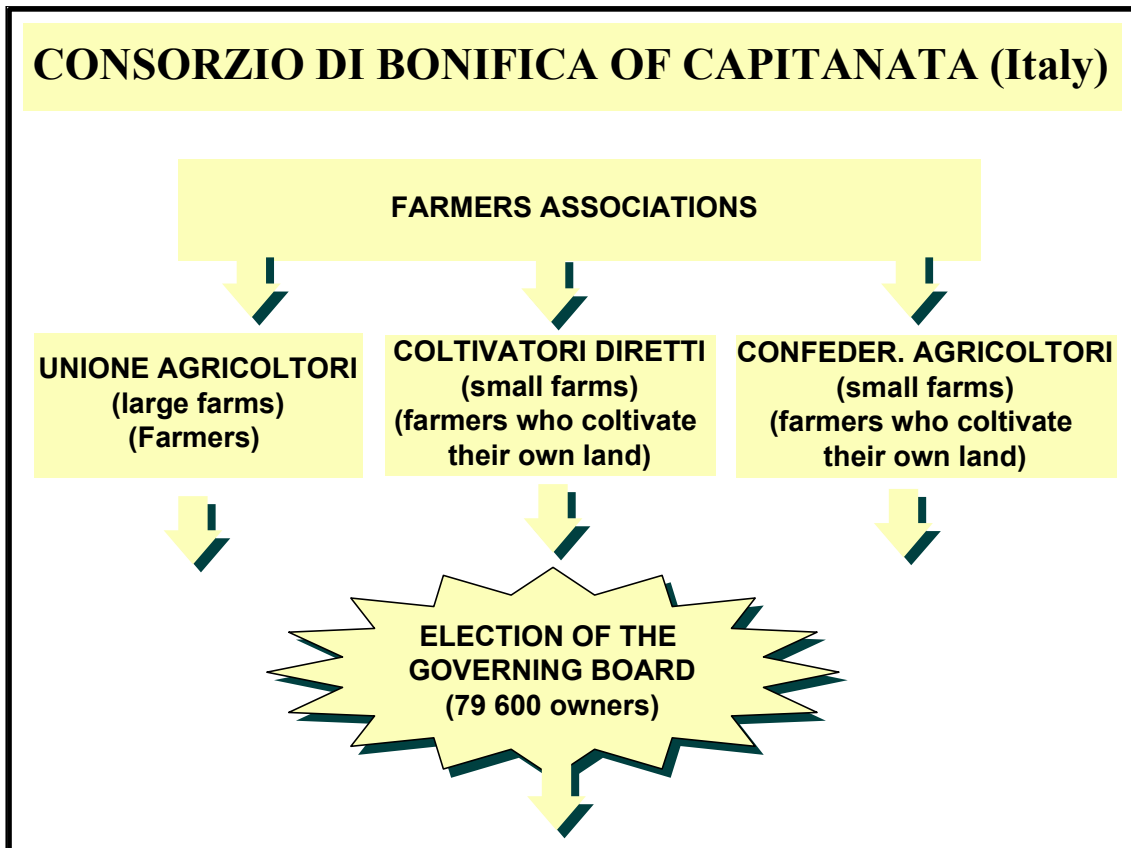 CONSORZIO DI BONIFICA OF CAPITANATA (Italy)
FARMERS ASSOCIATIONS
UNIONE AGRICOLTORI
(large farms)
(Farmers)
COLTIVATORI DIRETTI
(small farms)
(farmers who coltivate
their own land)
CONFEDER. AGRICOLTORI
(small farms)
(farmers who coltivate
their own land)
ELECTION OF THE
GOVERNING BOARD
(79 600 owners)